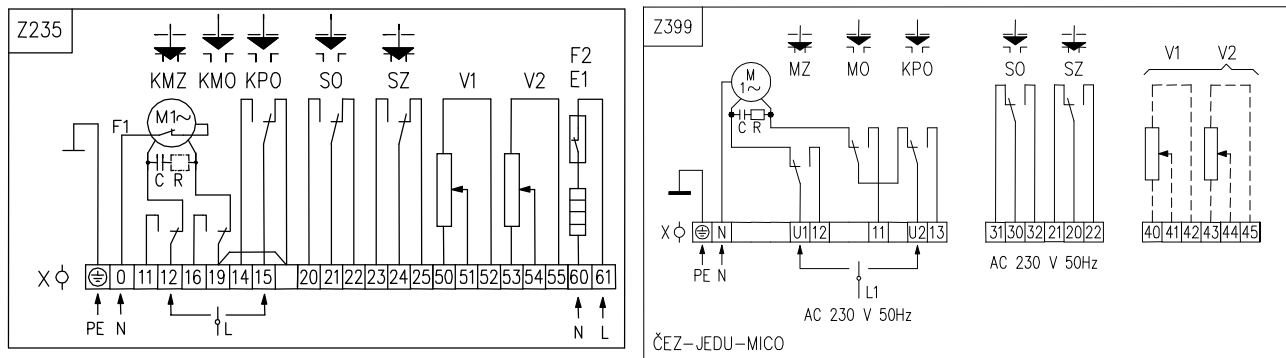 Z235
F2
KMZ KMO KPO SO SZ V1 V2 E1
F1
M1~
C R
X 0 11 12 16 19 14 15 20 21 22 23 24 25 50 51 52 53 54 55 60 61
PE N L N L
Z399
MZ MO KPO SO SZ V1 V2
M
1~
C R
X N U1 12 11 U2 13 31 30 32 21 20 22 40 41 42 43 44 45
PE N L1 AC 230 V 50Hz
AC 230 V 50Hz
ČEZ-JEDU-MICO